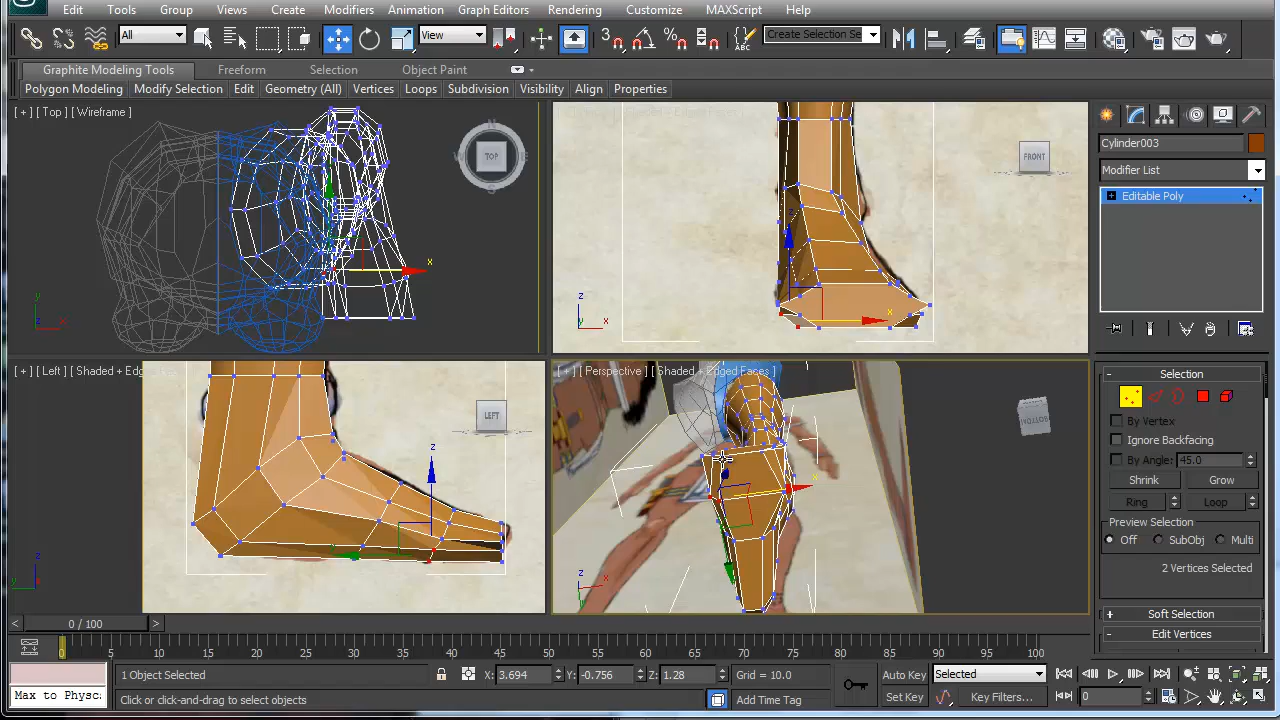 Edit Tools Group Views Create Modifiers Animation Graph Editors Rendering Customize MAXScript Help
All View 3 Create Selection Se
Graphite Modeling Tools Freeform Selection Object Paint
Polygon Modeling Modify Selection Edit Geometry (All) Vertices Loops Subdivision Visibility Align Properties
[ + ] [ Top ] [ Wireframe ]
TOP
N
S
y
x
z
x
FRONT
z
x
z
y
x
Cylinder003
Modifier List
Editable Poly
[ + ] [ Left ] [ Shaded + Edged Faces ]
LEFT
z
z
y
[ + ] [ Perspective ] [ Shaded + Edged Faces ]
BOTTOM
x
z
x
y
- Selection
By Vertex
Ignore Backfacing
By Angle: 45.0
Shrink Grow
Ring Loop
Preview Selection
Off SubObj Multi
2 Vertices Selected
+ Soft Selection
- Edit Vertices
< 0 / 100 >
0 5 10 15 20 25 30 35 40 45 50 55 60 65 70 75 80 85 90 95 100
1 Object Selected X: 3.694 Y: -0.756 Z: 1.28 Grid = 10.0 Auto Key Selected
Max to Physc Click or click-and-drag to select objects Add Time Tag Set Key Key Filters... 0